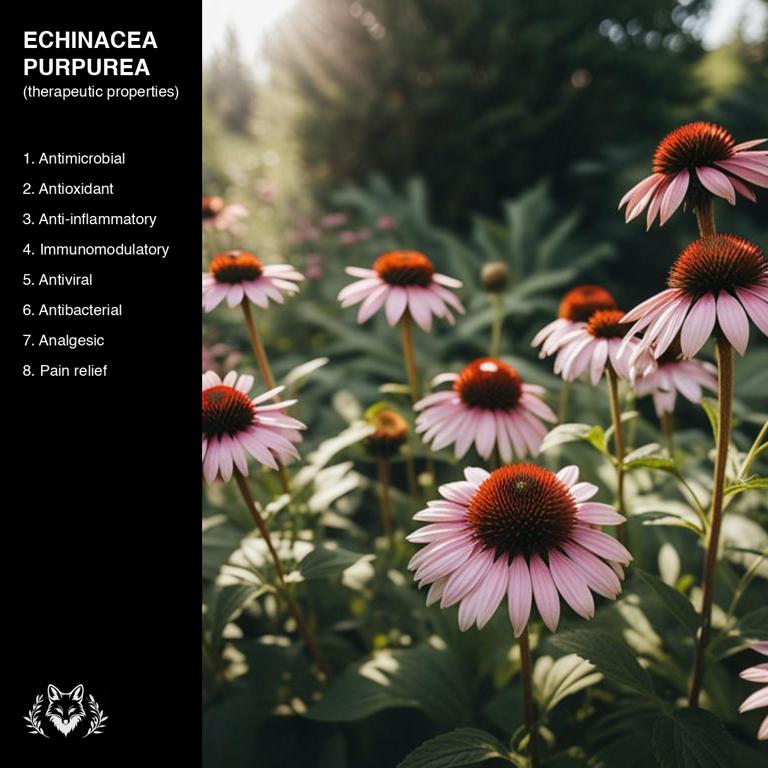 ECHINACEA
PURPUREA
(therapeutic properties)
1. Antimicrobial
2. Antioxidant
3. Anti-inflammatory
4. Immunomodulatory
5. Antiviral
6. Antibacterial
7. Analgesic
8. Pain relief